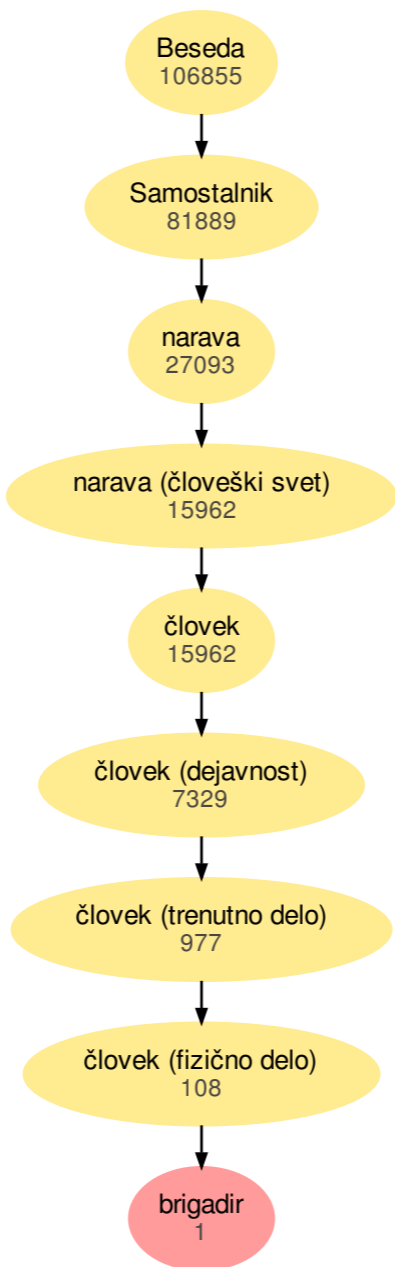 Beseda
106855
Samostalnik
81889
narava
27093
narava (človeški svet)
15962
človek
15962
človek (dejavnost)
7329
človek (trenutno delo)
977
človek (fizično delo)
108
brigadir
1